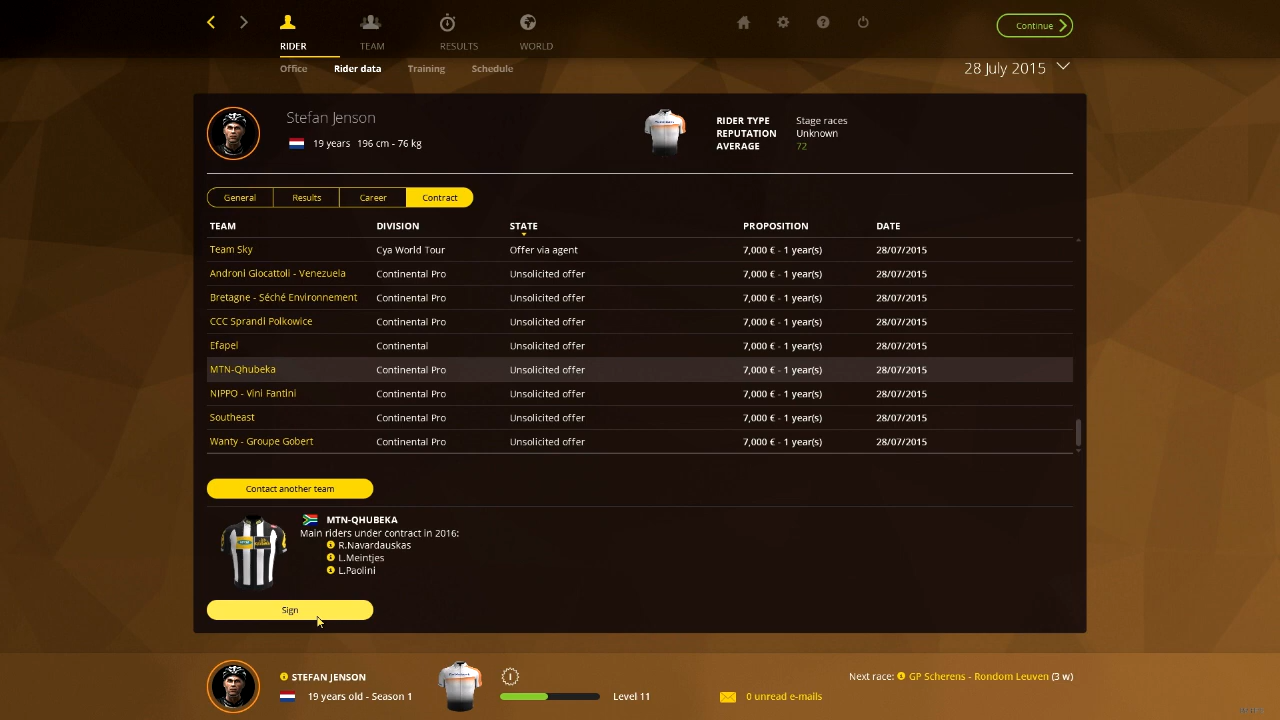 RIDER TEAM RESULTS WORLD Continue
Office Rider data Training Schedule 28 July 2015
Stefan Jenson
19 years 196 cm - 76 kg
RIDER TYPE Stage races
REPUTATION Unknown
AVERAGE 72
General Results Career Contract
TEAM DIVISION STATE PROPOSITION DATE
Team Sky Cya World Tour Offer via agent 7,000 € - 1 year(s) 28/07/2015
Androni Giocattoli - Venezuela Continental Pro Unsolicited offer 7,000 € - 1 year(s) 28/07/2015
Bretagne - Séché Environnement Continental Pro Unsolicited offer 7,000 € - 1 year(s) 28/07/2015
CCC Sprandi Polkowice Continental Pro Unsolicited offer 7,000 € - 1 year(s) 28/07/2015
Efapel Continental Unsolicited offer 7,000 € - 1 year(s) 28/07/2015
MTN-Qhubeka Continental Pro Unsolicited offer 7,000 € - 1 year(s) 28/07/2015
NIPPO - Vini Fantini Continental Pro Unsolicited offer 7,000 € - 1 year(s) 28/07/2015
Southeast Continental Pro Unsolicited offer 7,000 € - 1 year(s) 28/07/2015
Wanty - Groupe Gobert Continental Pro Unsolicited offer 7,000 € - 1 year(s) 28/07/2015
Contact another team
MTN-QHUBEKA
Main riders under contract in 2016:
R.Navardauskas
L.Meintjes
L.Paolini
Sign
STEFAN JENSON
19 years old - Season 1
Level 11
0 unread e-mails
Next race: GP Scherens - Rondom Leuven (3 w)